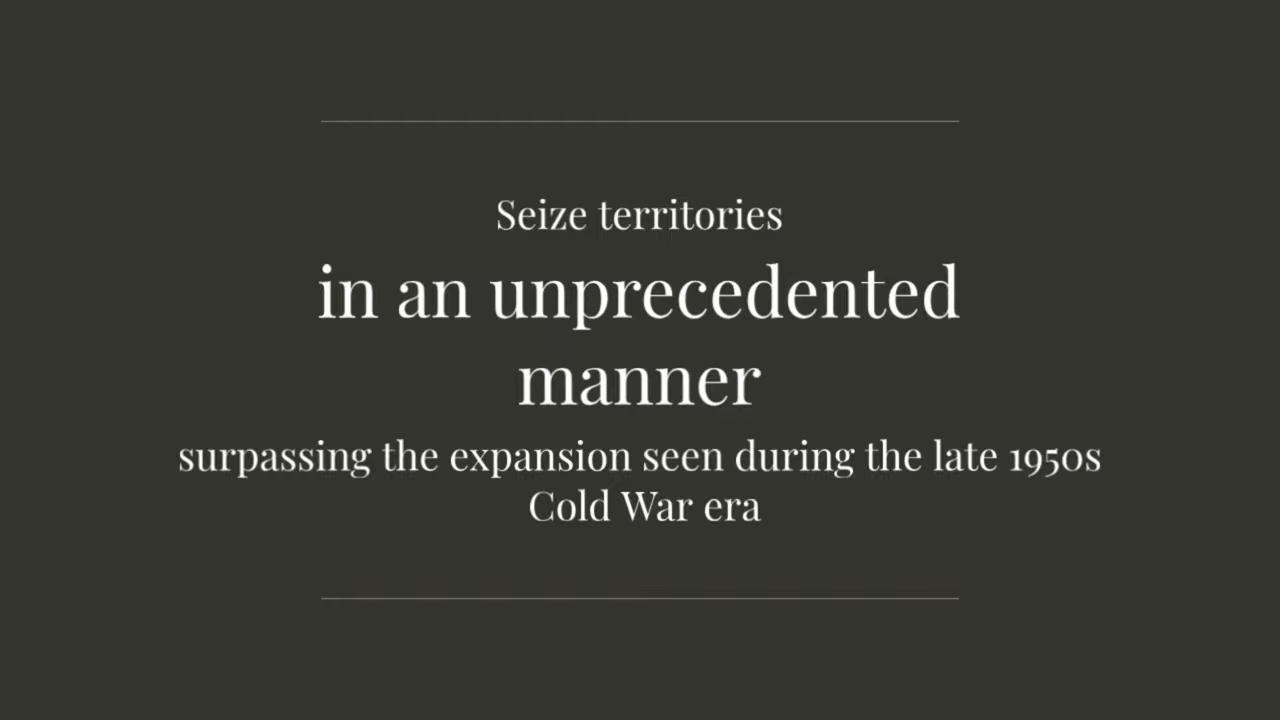 Seize territories
in an unprecedented
manner
surpassing the expansion seen during the late 1950s
Cold War era